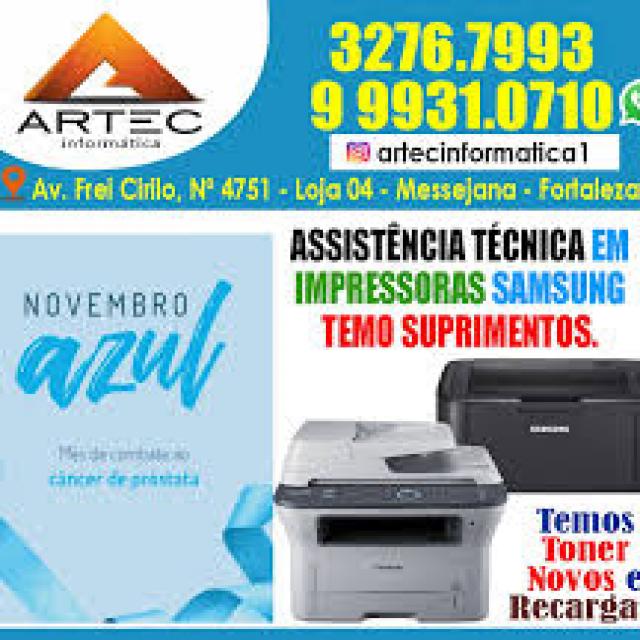 ARTEC
informática
3276.7993
9 9931.0710
artecinformatica1
Av. Frei Cirilo, Nº 4751 - Loja 04 - Messejana - Fortaleza
NOVEMBRO
azul
Mês de combate ao
câncer de próstata
ASSISTÊNCIA TÉCNICA EM
IMPRESSORAS SAMSUNG
TEMO SUPRIMENTOS.
SAMSUNG
Temos
Toner
Novos e
Recarga